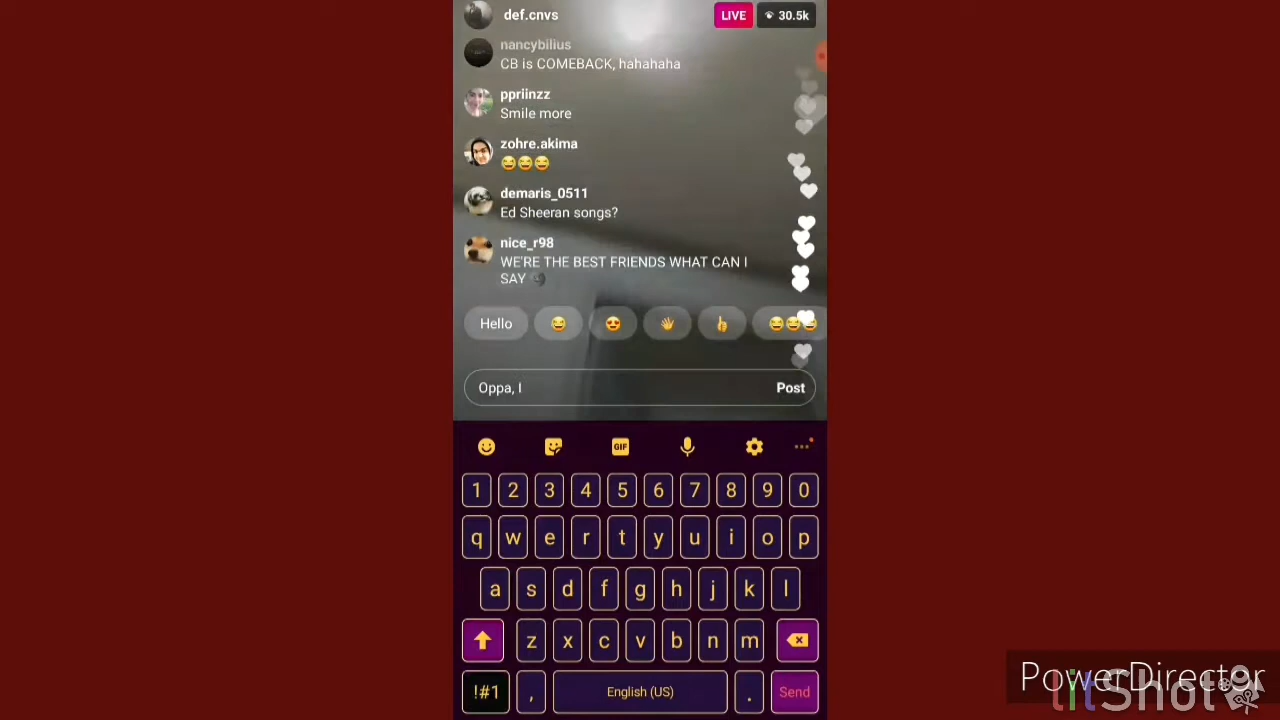 def.cnvs
LIVE
30.5k
nancybilius
CB is COMEBACK, hahahaha
ppriinzz
Smile more
zohre.akima
demaris_0511
Ed Sheeran songs?
nice_r98
WE'RE THE BEST FRIENDS WHAT CAN I
SAY
Hello
Oppa, I
Post
GIF
1 2 3 4 5 6 7 8 9 0
q w e r t y u i o p
a s d f g h j k l
z x c v b n m
!#1 , English (US) . Send
PowerDirector
litShot